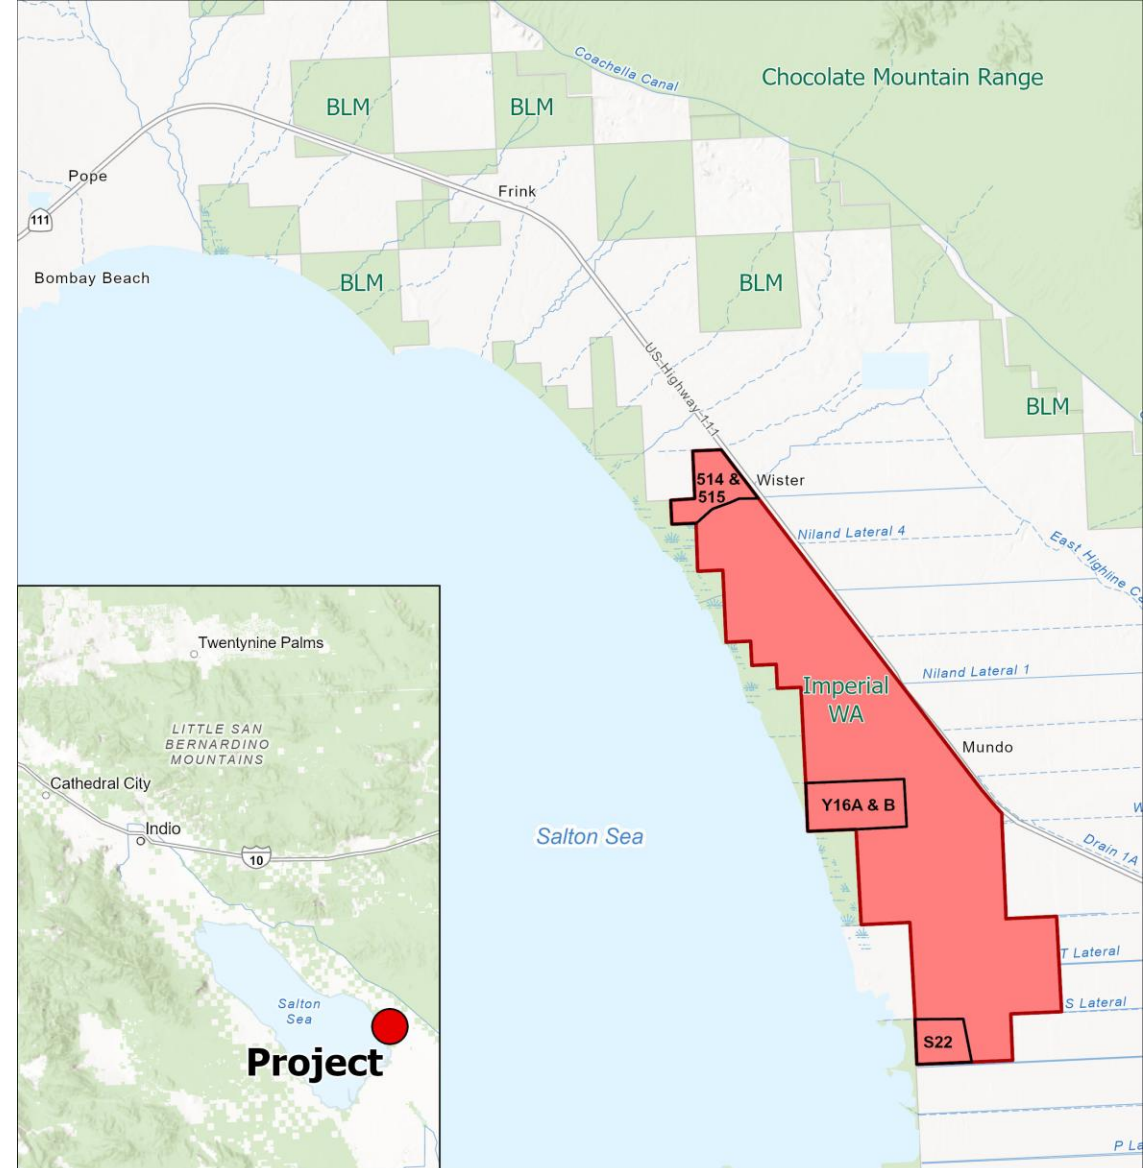 Coachella Canal
Chocolate Mountain Range
BLM
BLM
Pope
Frink
111
Bombay Beach
BLM
BLM
US Highway 111
BLM
514 &
515
Wister
Niland Lateral 4
East Highline Ca
Niland Lateral 1
Imperial
WA
Mundo
Y16A & B
W
Salton Sea
Drain 1A
T Lateral
S Lateral
S22
P La
Twentynine Palms
LITTLE SAN
BERNARDINO
MOUNTAINS
Cathedral City
Indio
10
Salton
Sea
Project